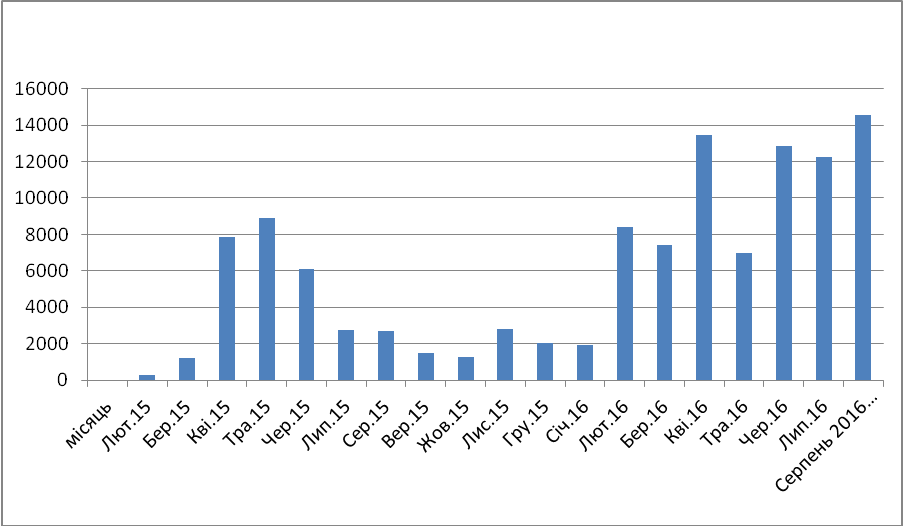 16000
14000
12000
10000
8000
6000
4000
2000
0
місяць
Лют.15
Бер.15
Кві.15
Тра.15
Чер.15
Лип.15
Сер.15
Вер.15
Жов.15
Лис.15
Гру.15
Січ.16
Лют.16
Бер.16
Кві.16
Тра.16
Чер.16
Лип.16
Серпень 2016...